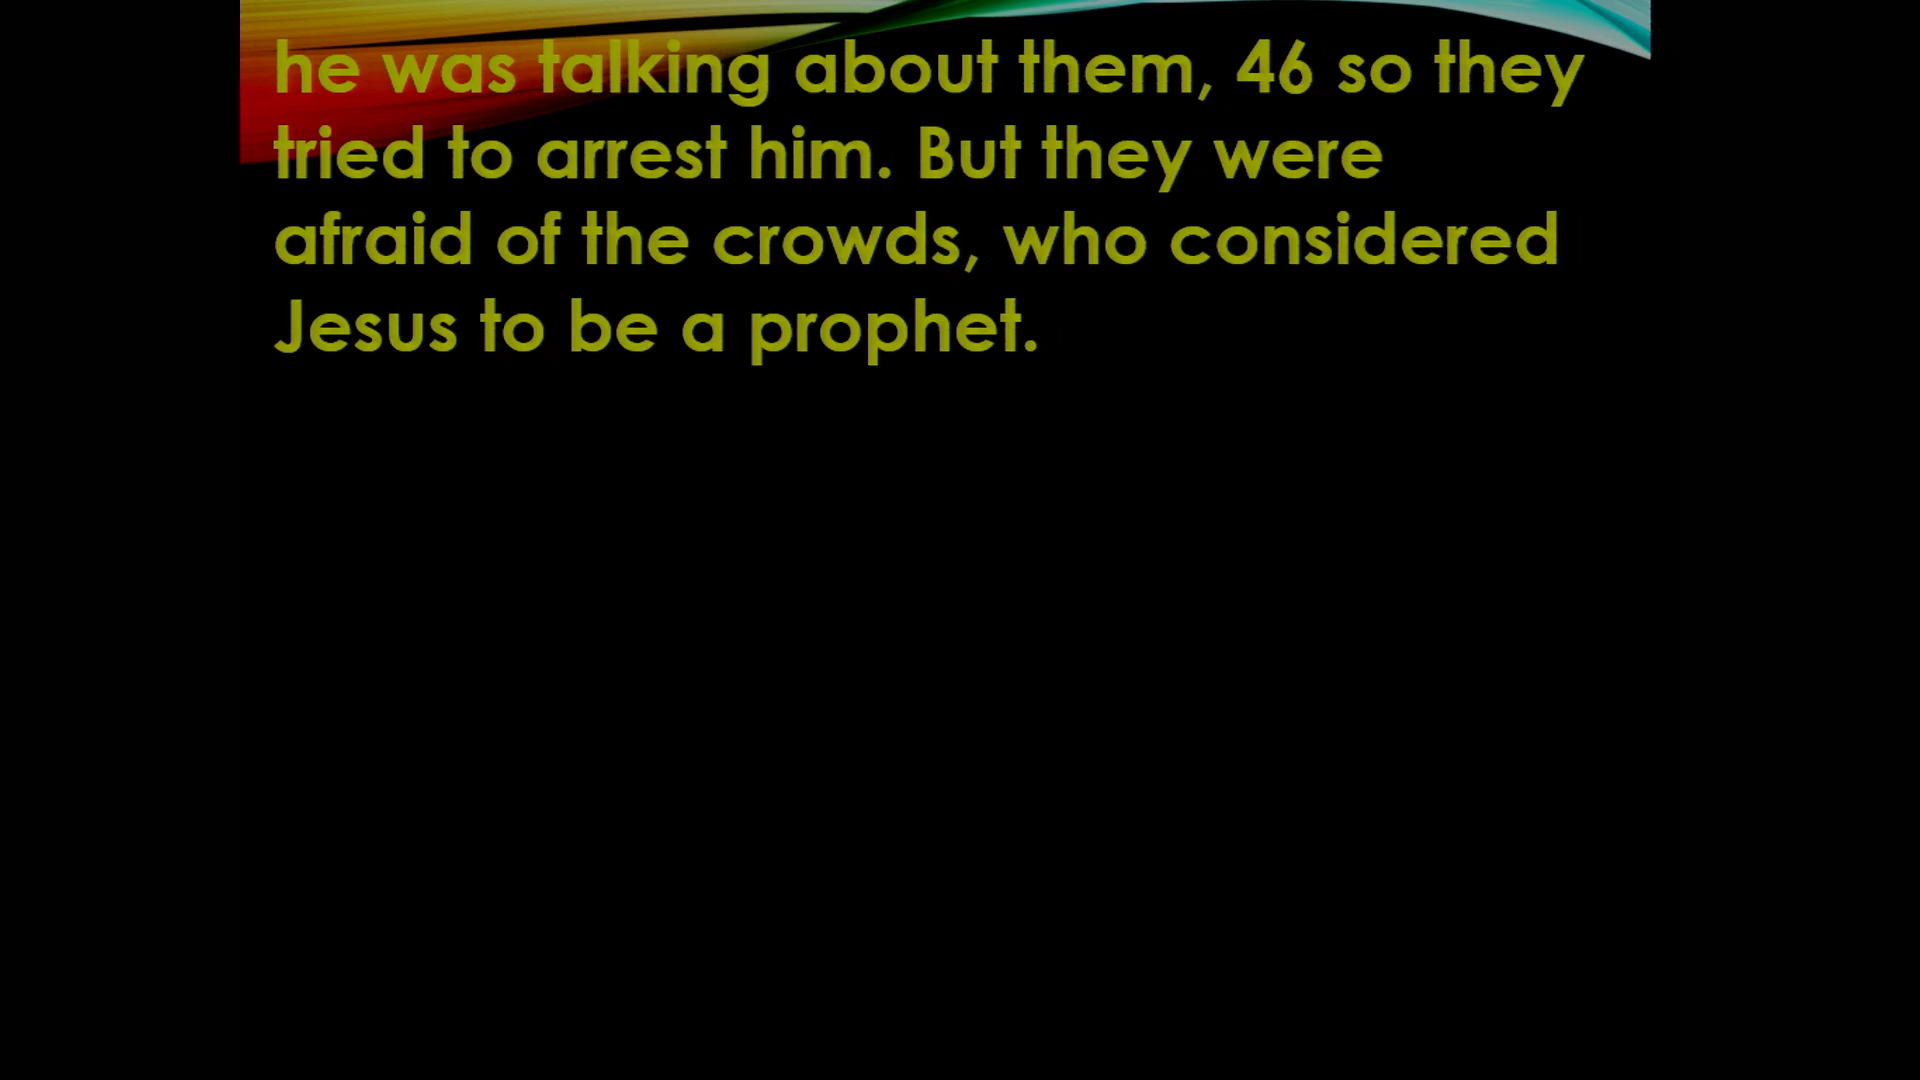 he was talking about them, 46 so they
tried to arrest him. But they were
afraid of the crowds, who considered
Jesus to be a prophet.